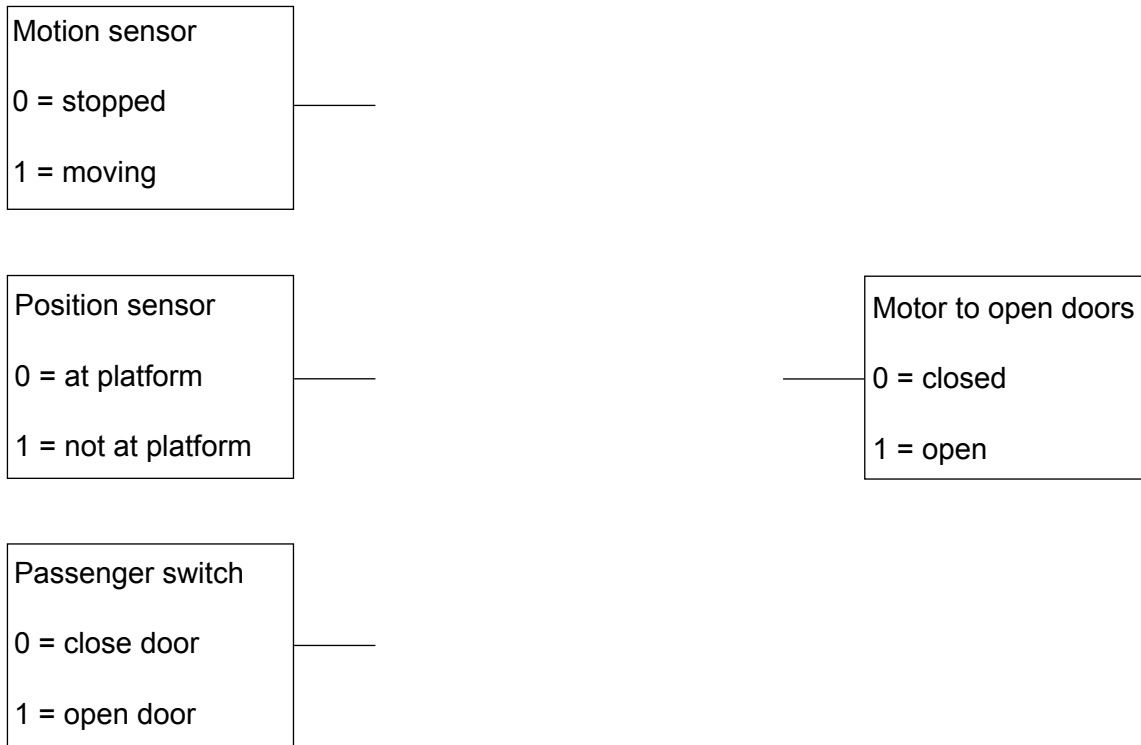 Motion sensor
0 = stopped
1 = moving
Position sensor
0 = at platform
1 = not at platform
Motor to open doors
0 = closed
1 = open
Passenger switch
0 = close door
1 = open door